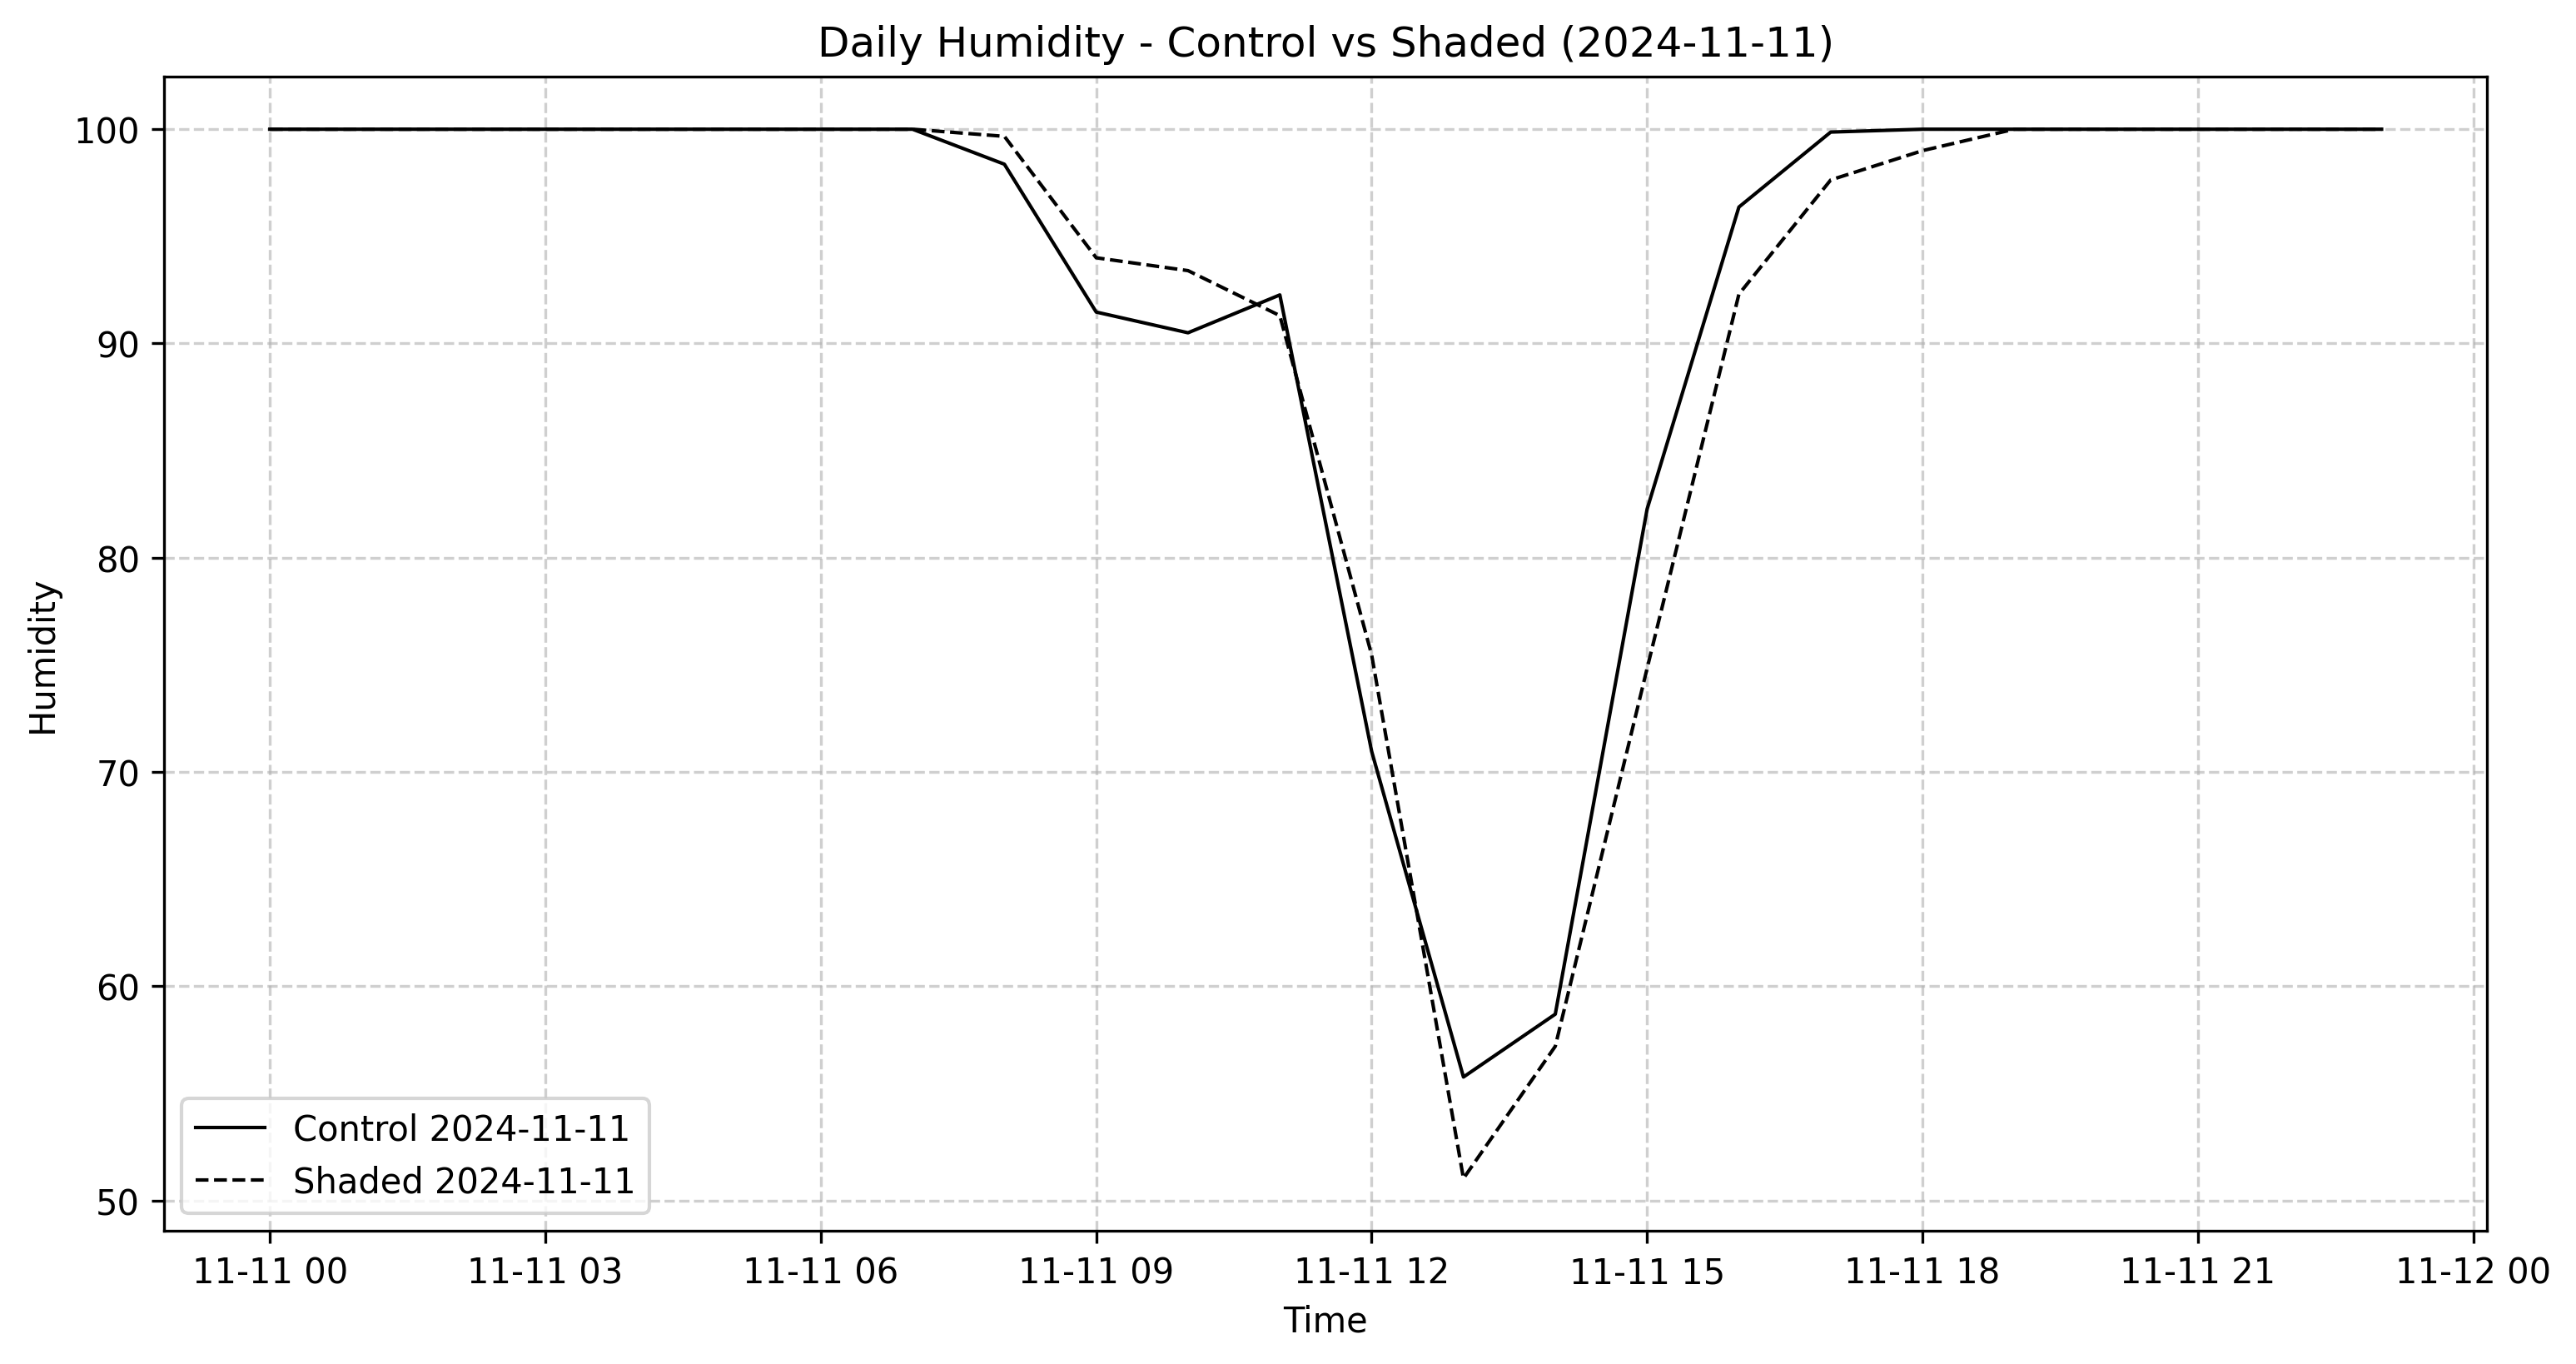 Daily Humidity - Control vs Shaded (2024-11-11)
100
90
80
70
60
50
Humidity
Control 2024-11-11
Shaded 2024-11-11
11-11 00 11-11 03 11-11 06 11-11 09 11-11 12 11-11 15 11-11 18 11-11 21 11-12 00
Time